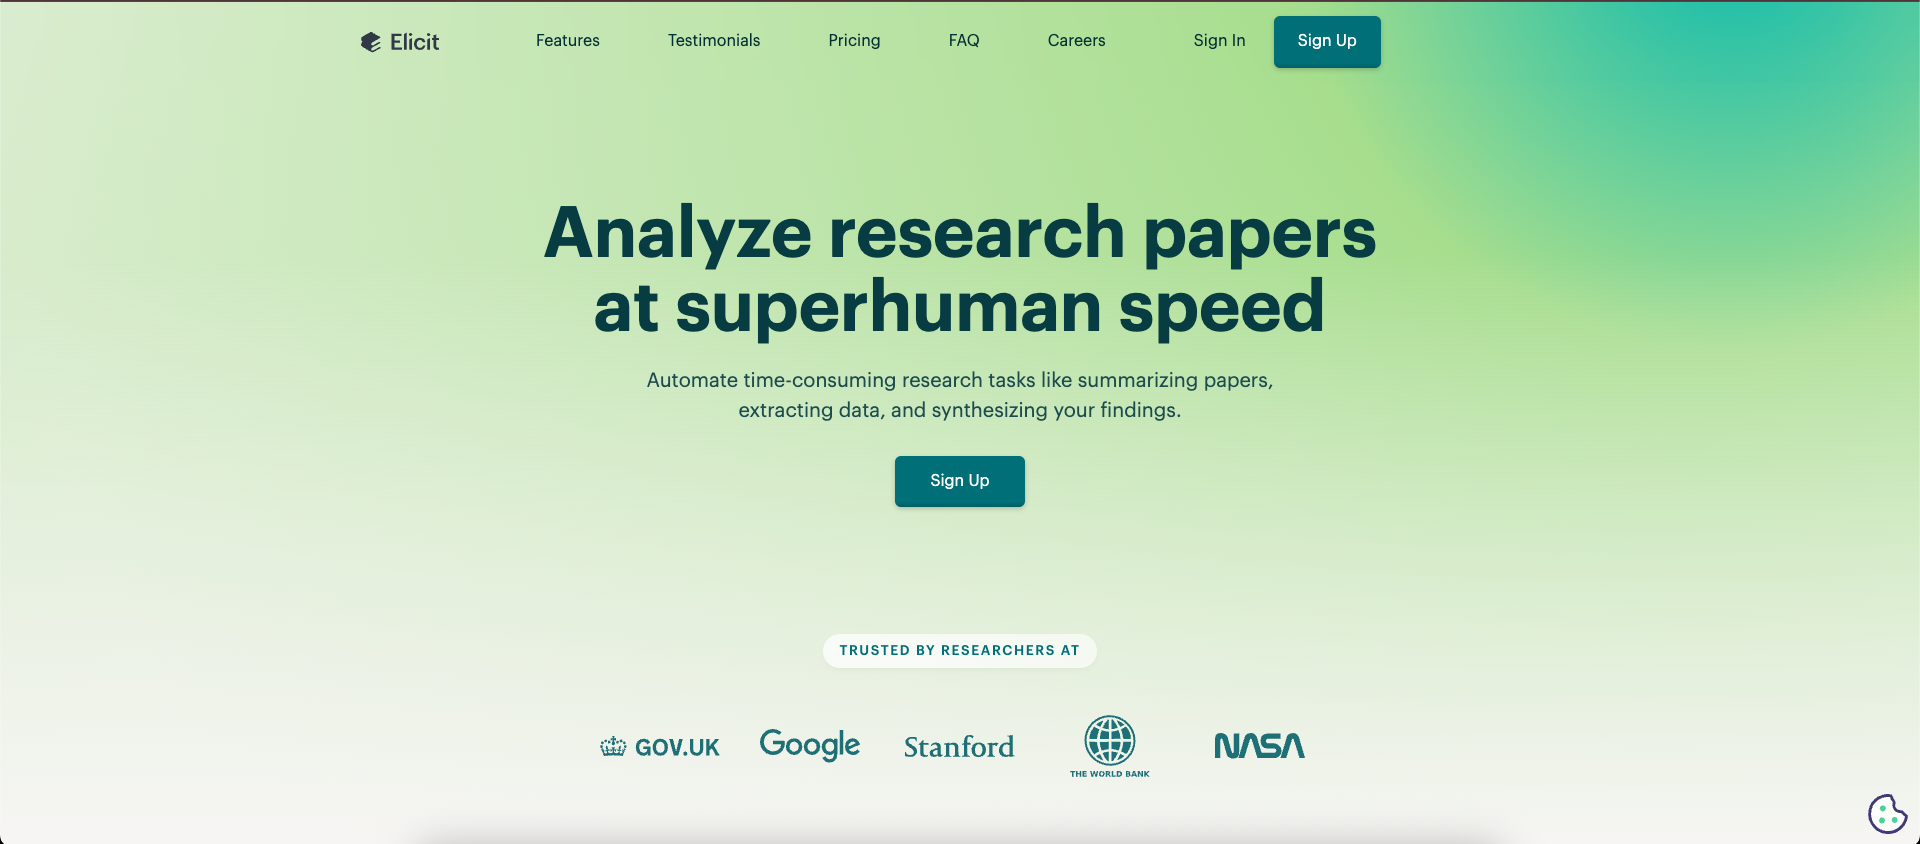 Elicit
Features
Testimonials
Pricing
FAQ
Careers
Sign In
Sign Up
Analyze research papers
at superhuman speed
Automate time-consuming research tasks like summarizing papers,
extracting data, and synthesizing your findings.
Sign Up
TRUSTED BY RESEARCHERS AT
GOV.UK
Google
Stanford
THE WORLD BANK
NASA